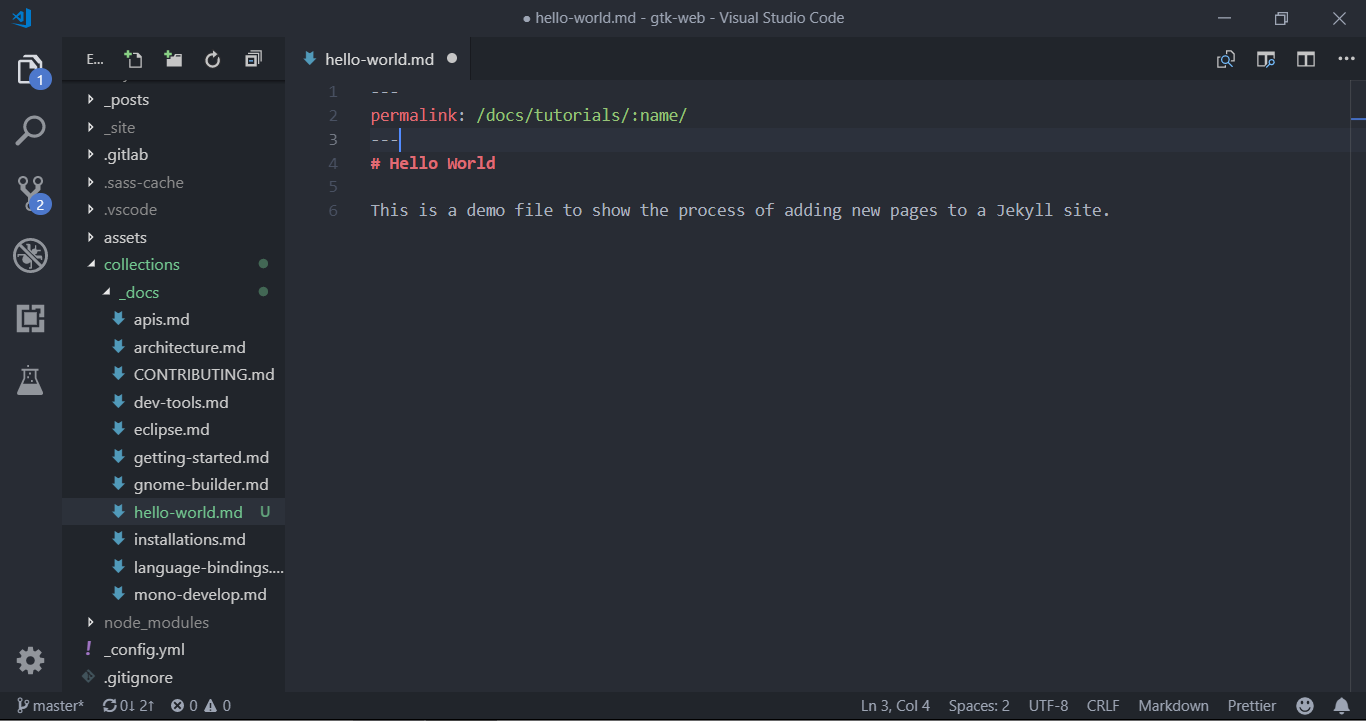 ● hello-world.md - gtk-web - Visual Studio Code
E...
hello-world.md ●
1
2
_posts
_site
.gitlab
.sass-cache
.vscode
assets
collections
_docs
apis.md
architecture.md
CONTRIBUTING.md
dev-tools.md
eclipse.md
getting-started.md
gnome-builder.md
hello-world.md U
installations.md
language-bindings....
mono-develop.md
node_modules
! _config.yml
.gitignore
1 ---
2 permalink: /docs/tutorials/:name/
3 ---
4 # Hello World
5
6 This is a demo file to show the process of adding new pages to a Jekyll site.
master* 0↓ 2↑ 0 0 Ln 3, Col 4 Spaces: 2 UTF-8 CRLF Markdown Prettier